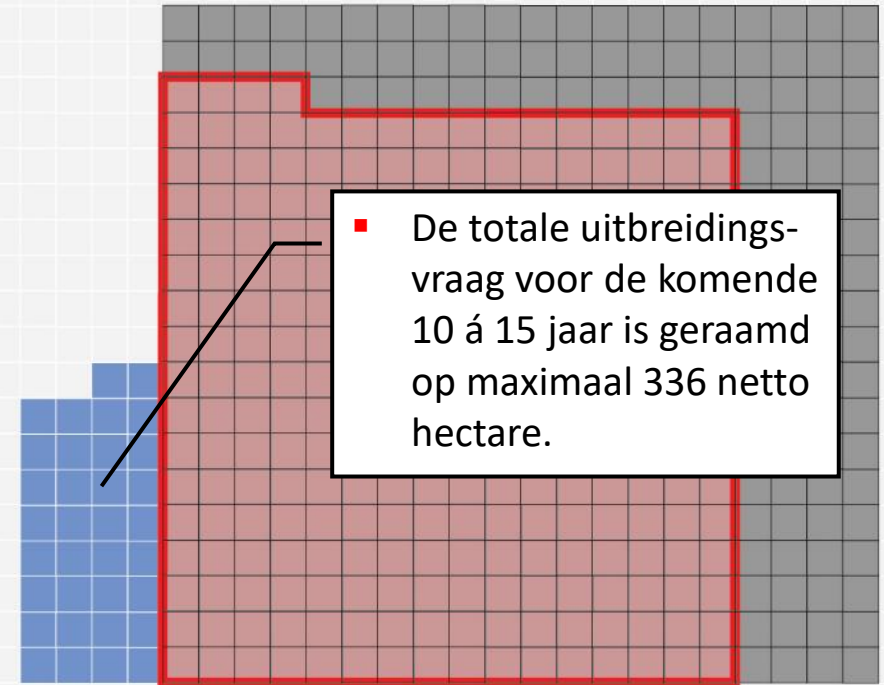 ▪ De totale uitbreidings-
vraag voor de komende
10 á 15 jaar is geraamd
op maximaal 336 netto
hectare.